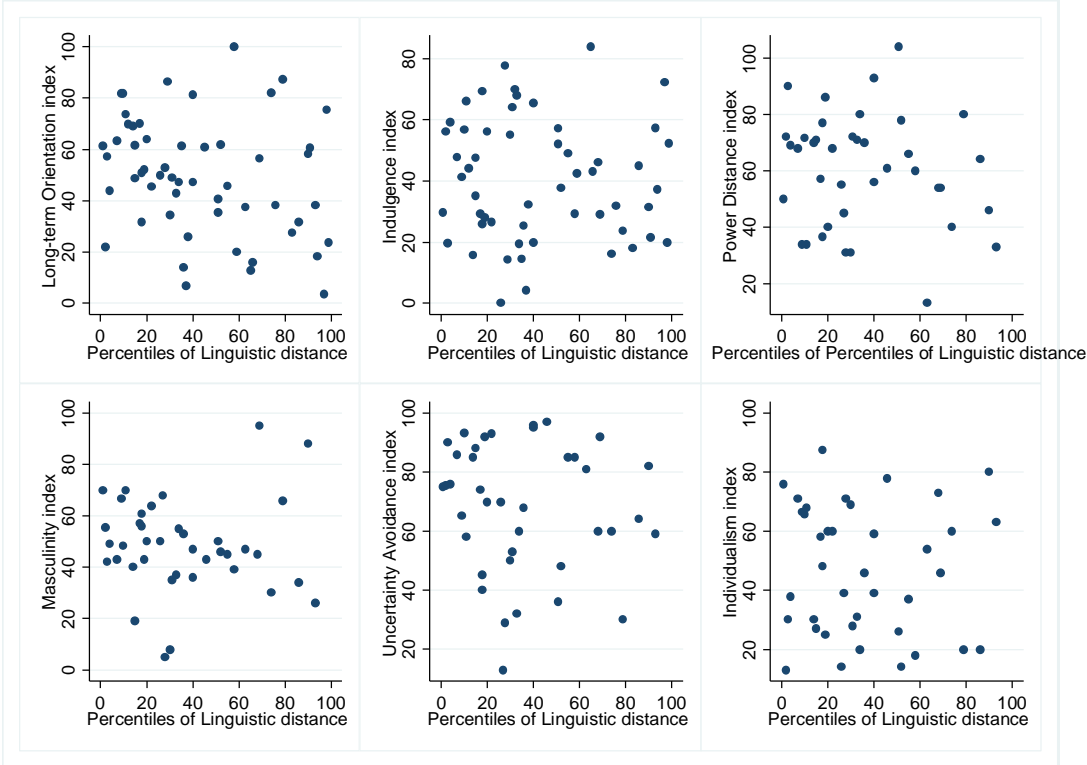 Long-term Orientation index
0 20 40 60 80 100
0 20 40 60 80 100
Percentiles of Linguistic distance
Indulgence index
0 20 40 60 80
0 20 40 60 80 100
Percentiles of Linguistic distance
Power Distance index
20 40 60 80 100
0 20 40 60 80 100
Percentiles of Percentiles of Linguistic distance
Masculinity index
0 20 40 60 80 100
0 20 40 60 80 100
Percentiles of Linguistic distance
Uncertainty Avoidance index
20 40 60 80 100
0 20 40 60 80 100
Percentiles of Linguistic distance
Individualism index
20 40 60 80 100
0 20 40 60 80 100
Percentiles of Linguistic distance